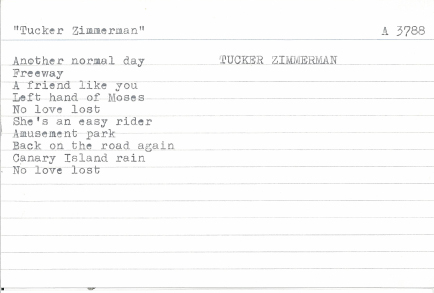 "Tucker Zimmerman" A 3788
Another normal day TUCKER ZIMMERMAN
Freeway
A friend like you
Left hand of Moses
No love lost
She's an easy rider
Amusement park
Back on the road again
Canary Island rain
No love lost